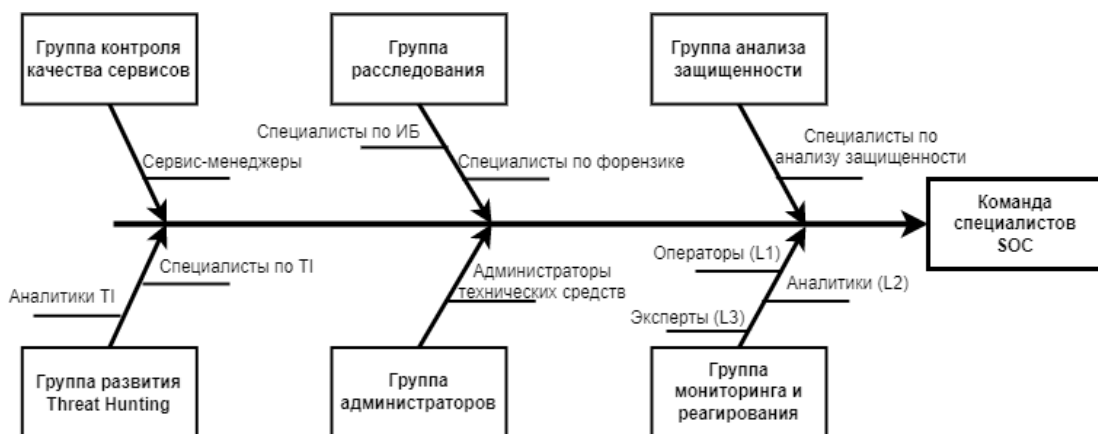 Группа контроля
качества сервисов
Группа
расследования
Группа анализа
защищенности
Специалисты по ИБ
Специалисты по
анализу защищенности
Сервис-менеджеры
Специалисты по форензике
Команда
специалистов
SOC
Операторы (L1)
Специалисты по TI
Администраторы
технических средств
Аналитики (L2)
Аналитики TI
Эксперты (L3)
Группа развития
Threat Hunting
Группа
администраторов
Группа
мониторинга и
реагирования